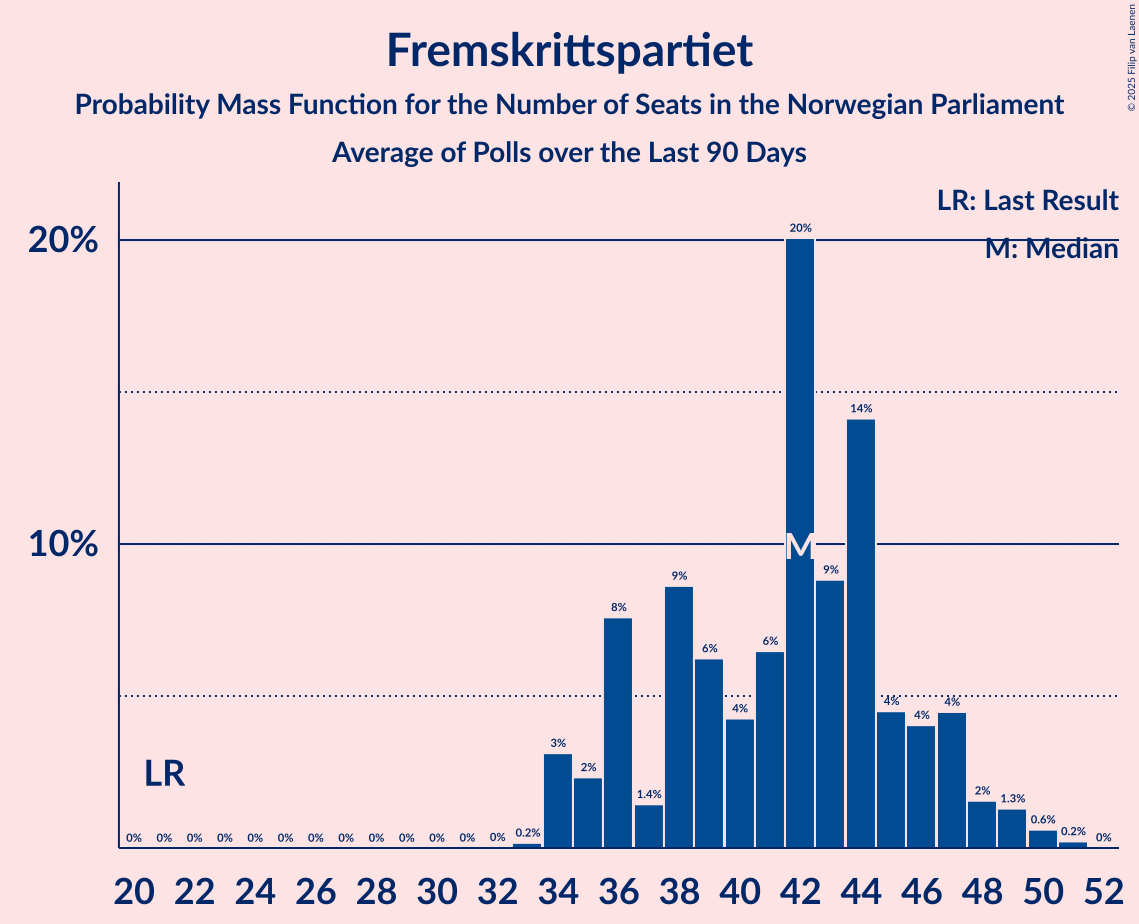 Fremskrittspartiet
Probability Mass Function for the Number of Seats in the Norwegian Parliament
Average of Polls over the Last 90 Days
© 2025 Filip van Laenen
LR: Last Result
M: Median
20%
10%
LR
M
0% 0% 0% 0% 0% 0% 0% 0% 0% 0% 0% 0% 0% 0.2% 3% 2% 8% 1.4% 9% 6% 4% 6% 20% 9% 14% 4% 4% 4% 2% 1.3% 0.6% 0.2% 0%
20 22 24 26 28 30 32 34 36 38 40 42 44 46 48 50 52